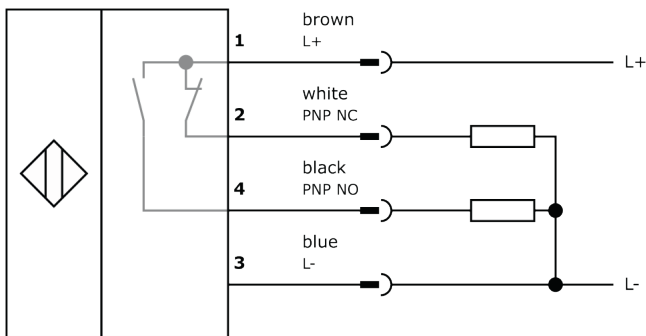 brown
1 L+
L+
white
2 PNP NC
black
4 PNP NO
blue
3 L-
L-